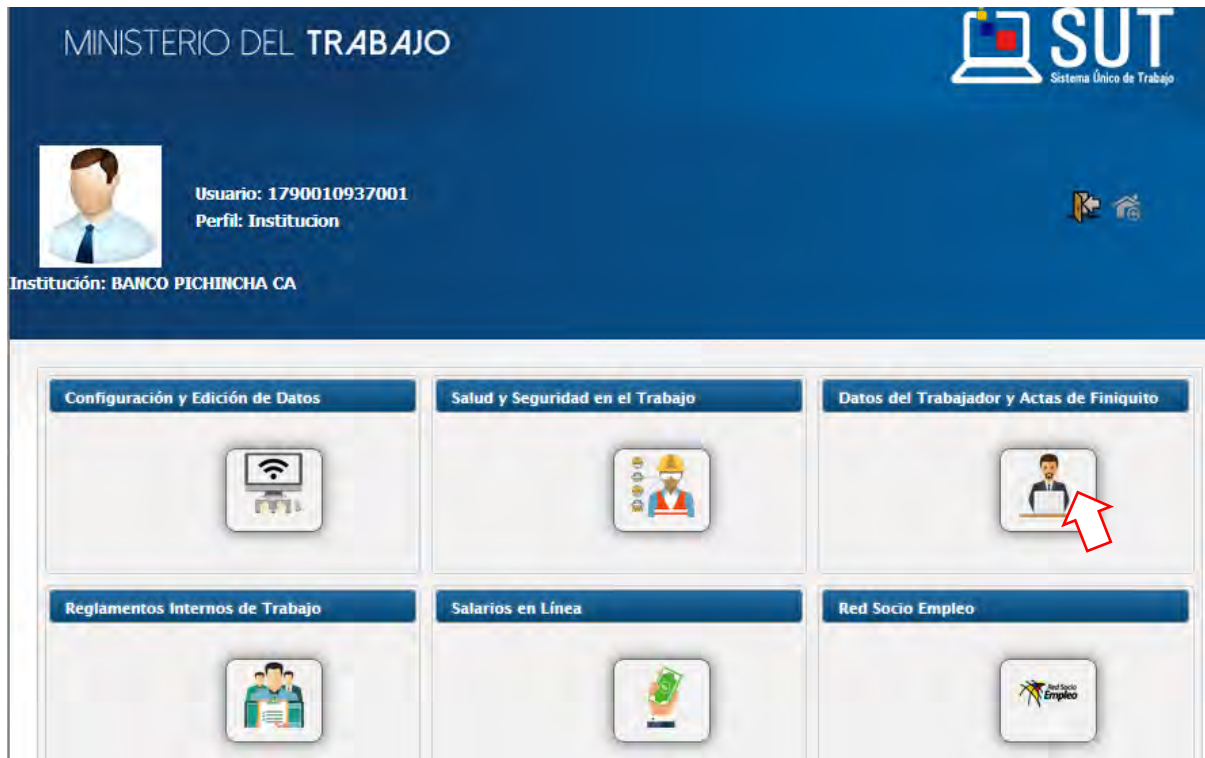 MINISTERIO DEL TRABAJO
SUT
Sistema Único de Trabajo
Usuario: 1790010937001
Perfil: Institucion
Institución: BANCO PICHINCHA CA
Configuración y Edición de Datos
Salud y Seguridad en el Trabajo
Datos del Trabajador y Actas de Finiquito
Reglamentos Internos de Trabajo
Salarios en Línea
Red Socio Empleo
Red Socio
Empleo